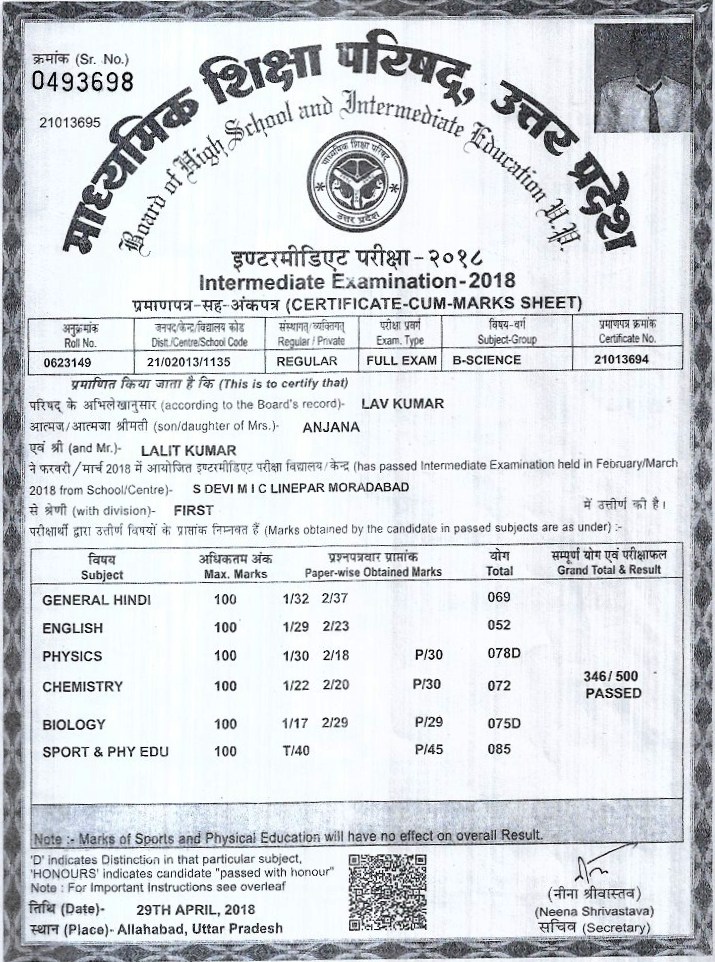 क्रमांक (Sr. No.)
0493698
21013695
माध्यमिक शिक्षा परिषद्, उत्तर प्रदेश
Board of High School and Intermediate Education U.P.
माध्यमिक शिक्षा परिषद
उत्तर प्रदेश
इण्टरमीडिएट परीक्षा - २०१८
Intermediate Examination - 2018
प्रमाणपत्र-सह-अंकपत्र (CERTIFICATE-CUM-MARKS SHEET)
अनुक्रमांक जनपद/केन्द्र/विद्यालय कोड संस्थागत/व्यक्तिगत् परीक्षा प्रवर्ग विषय-वर्ग प्रमाणपत्र क्रमांक
Roll No. Dist./Centre/School Code Regular / Private Exam. Type Subject-Group Certificate No.
0623149 21/02013/1135 REGULAR FULL EXAM B-SCIENCE 21013694
प्रमाणित किया जाता है कि (This is to certify that)
परिषद् के अभिलेखानुसार (according to the Board's record)- LAV KUMAR
आत्मज/आत्मजा श्रीमती (son/daughter of Mrs.)- ANJANA
एवं श्री (and Mr.)- LALIT KUMAR
ने फरवरी/मार्च 2018 में आयोजित इण्टरमीडिएट परीक्षा विद्यालय/केन्द्र (has passed Intermediate Examination held in February/March
2018 from School/Centre)- S DEVI M I C LINEPAR MORADABAD
से श्रेणी (with division)- FIRST में उत्तीर्ण की है।
परीक्षार्थी द्वारा उत्तीर्ण विषयों के प्राप्तांक निम्नवत हैं (Marks obtained by the candidate in passed subjects are as under) :-
विषय अधिकतम अंक प्रश्नपत्रवार प्राप्तांक योग सम्पूर्ण योग एवं परीक्षाफल
Subject Max. Marks Paper-wise Obtained Marks Total Grand Total & Result
GENERAL HINDI 100 1/32 2/37 069
ENGLISH 100 1/29 2/23 052
PHYSICS 100 1/30 2/18 P/30 078D
CHEMISTRY 100 1/22 2/20 P/30 072 346/ 500
PASSED
BIOLOGY 100 1/17 2/29 P/29 075D
SPORT & PHY EDU 100 T/40 P/45 085
Note :- Marks of Sports and Physical Education will have no effect on overall Result.
'D' indicates Distinction in that particular subject,
'HONOURS' indicates candidate "passed with honour"
Note : For Important Instructions see overleaf
तिथि (Date)- 29TH APRIL, 2018
स्थान (Place)- Allahabad, Uttar Pradesh
(नीना श्रीवास्तव)
(Neena Shrivastava)
सचिव (Secretary)